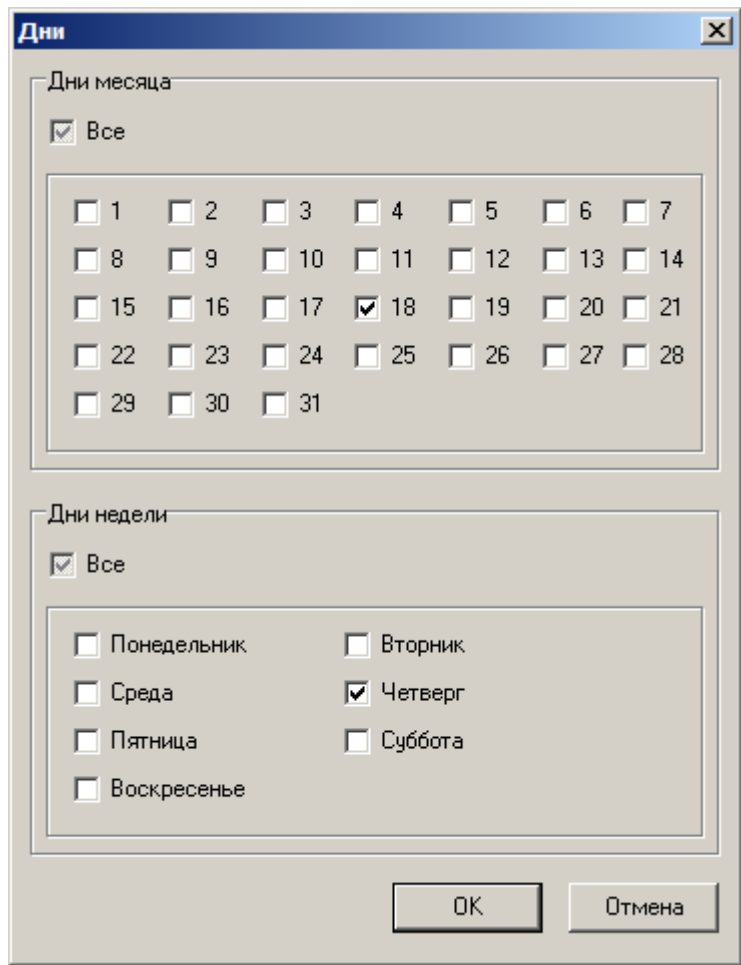 Дни
Дни месяца
Все
1 2 3 4 5 6 7
8 9 10 11 12 13 14
15 16 17 18 19 20 21
22 23 24 25 26 27 28
29 30 31
Дни недели
Все
Понедельник Вторник
Среда Четверг
Пятница Суббота
Воскресенье
OK Отмена